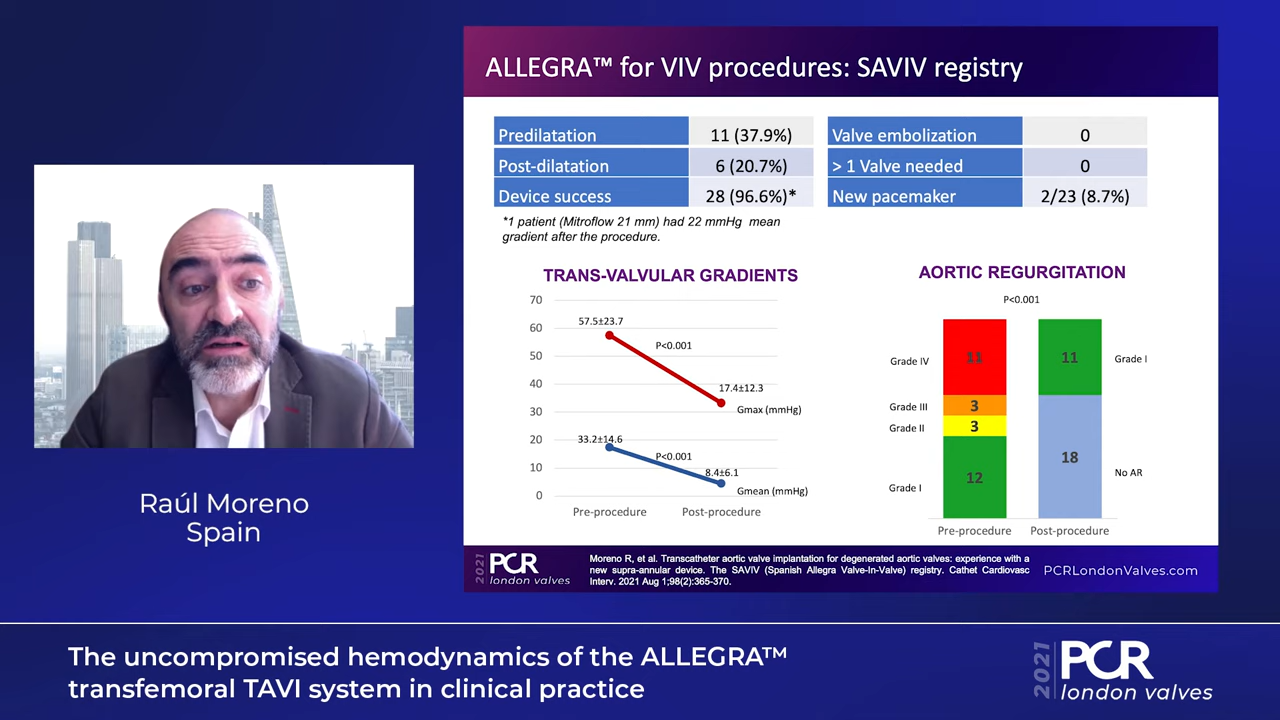 ALLEGRA™ for VIV procedures: SAVIV registry
Predilatation 11 (37.9%)
Post-dilatation 6 (20.7%)
Device success 28 (96.6%)*
Valve embolization 0
> 1 Valve needed 0
New pacemaker 2/23 (8.7%)
*1 patient (Mitroflow 21 mm) had 22 mmHg mean
gradient after the procedure.
TRANS-VALVULAR GRADIENTS
70
60
50
40
30
20
10
0
57.5±23.7
P<0.001
17.4±12.3
Gmax (mmHg)
33.2±14.6
P<0.001
8.4±6.1
Gmean (mmHg)
Pre-procedure Post-procedure
AORTIC REGURGITATION
P<0.001
Grade IV 11 11 Grade I
Grade III 3
Grade II 3
Grade I 12 18 No AR
Pre-procedure Post-procedure
2021 PCR
london valves
Moreno R, et al. Transcatheter aortic valve implantation for degenerated aortic valves: experience with a
new supra-annular device. The SAVIV (Spanish Allegra Valve-In-Valve) registry. Cathet Cardiovasc
Interv. 2021 Aug 1;98(2):365-370.
PCRLondonValves.com
Raúl Moreno
Spain
The uncompromised hemodynamics of the ALLEGRA™
transfemoral TAVI system in clinical practice
2021 PCR
london valves